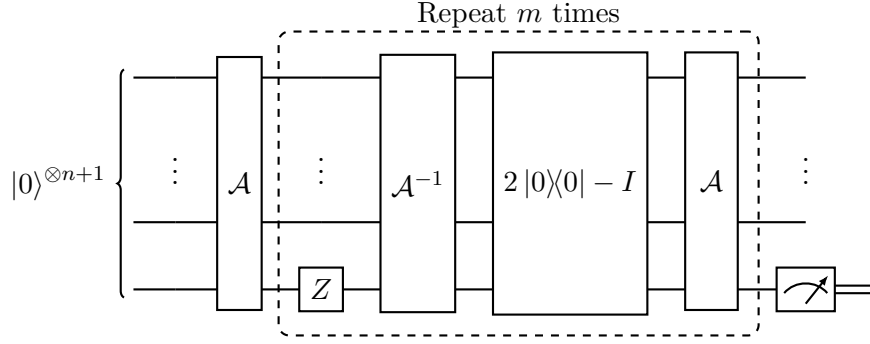 Repeat m times
|0⟩^{⊗n+1}
⋮
𝒜
⋮
𝒜^{-1}
2 |0⟩⟨0| − I
𝒜
⋮
Z